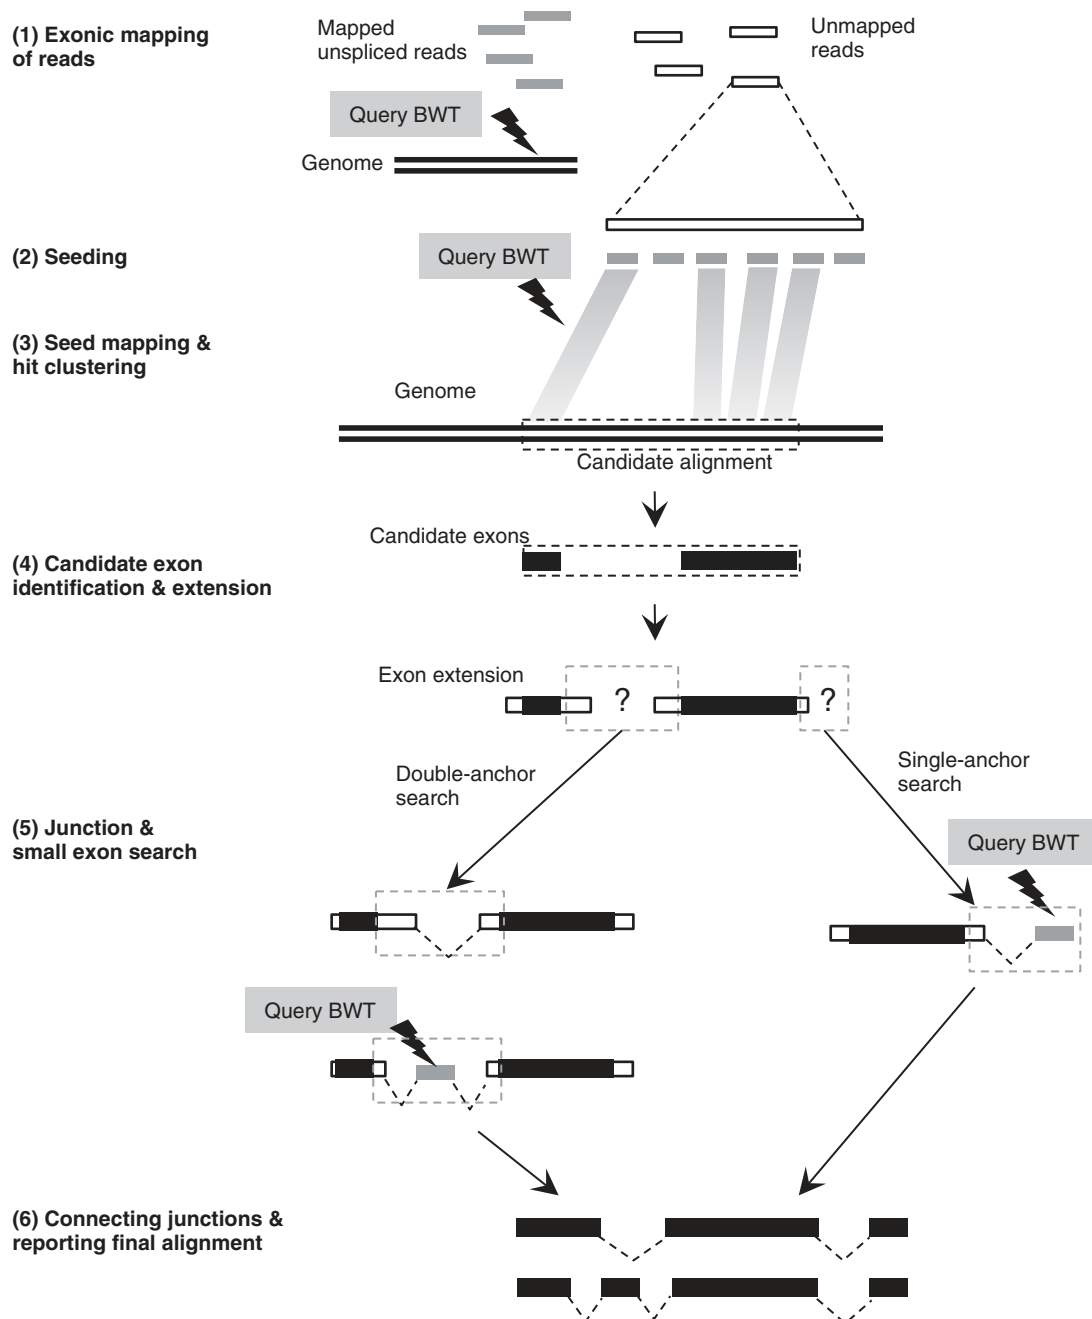 (1) Exonic mapping
of reads
Mapped
unspliced reads
Unmapped
reads
Query BWT
Genome
(2) Seeding
Query BWT
(3) Seed mapping &
hit clustering
Genome
Candidate alignment
Candidate exons
(4) Candidate exon
identification & extension
Exon extension
?
?
Double-anchor
search
Single-anchor
search
(5) Junction &
small exon search
Query BWT
Query BWT
(6) Connecting junctions &
reporting final alignment